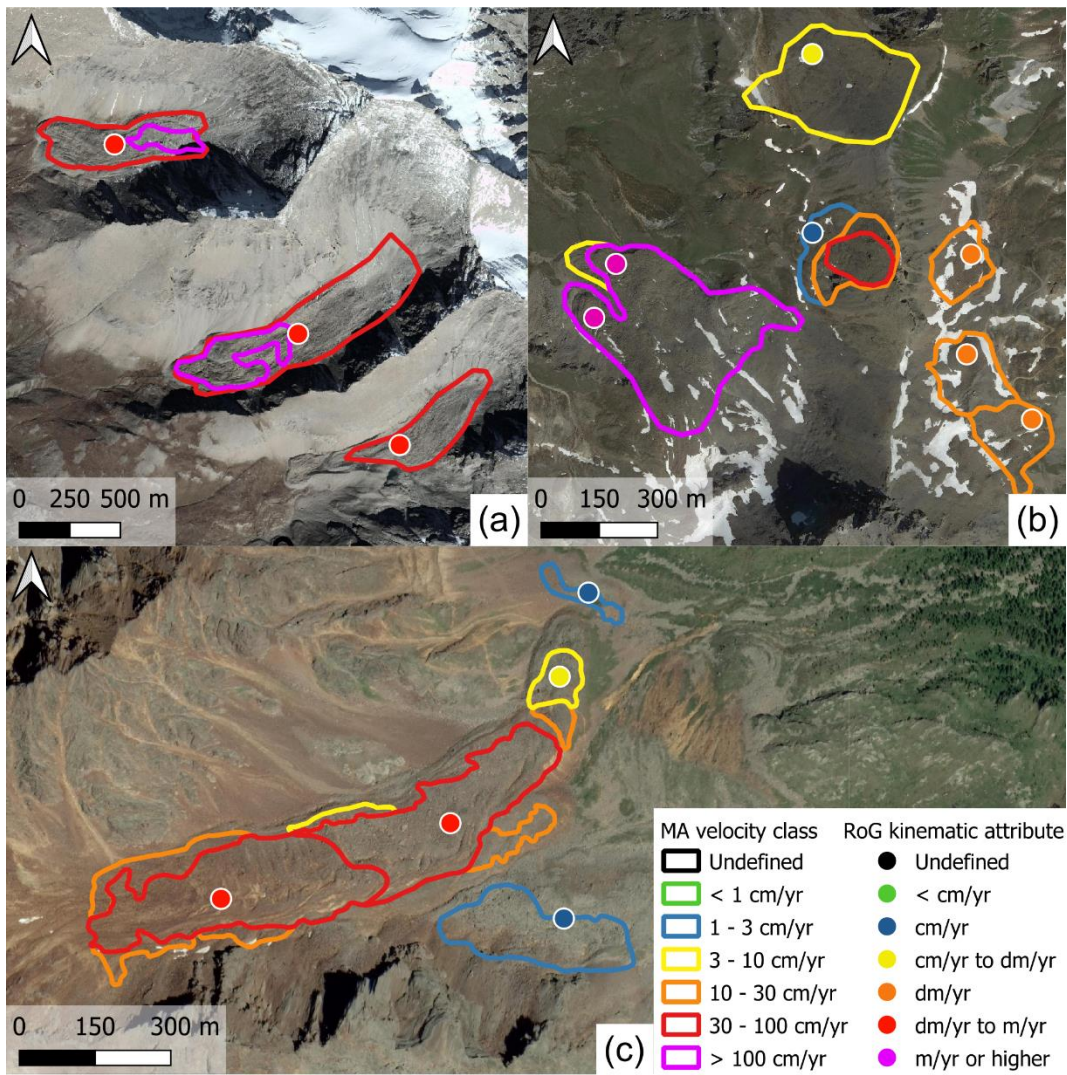 0 250 500 m
(a)
0 150 300 m
(b)
0 150 300 m
(c)
MA velocity class RoG kinematic attribute
Undefined Undefined
< 1 cm/yr < cm/yr
1 - 3 cm/yr cm/yr
3 - 10 cm/yr cm/yr to dm/yr
10 - 30 cm/yr dm/yr
30 - 100 cm/yr dm/yr to m/yr
> 100 cm/yr m/yr or higher